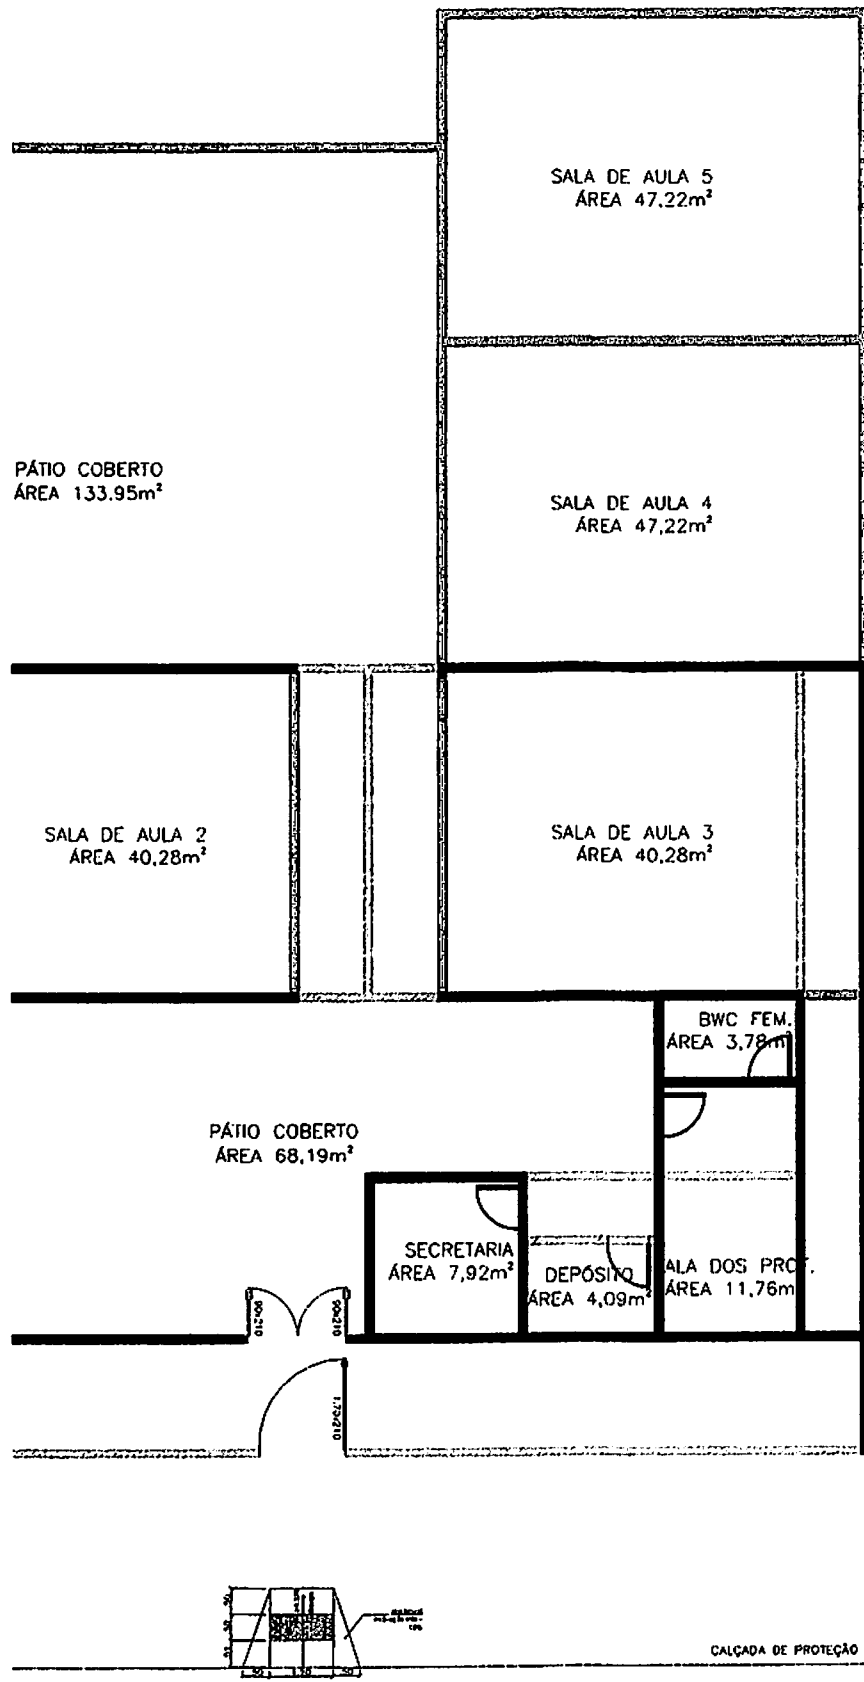 SALA DE AULA 5
ÁREA 47,22m²
PÁTIO COBERTO
ÁREA 133.95m²
SALA DE AULA 4
ÁREA 47,22m²
SALA DE AULA 2
ÁREA 40,28m²
SALA DE AULA 3
ÁREA 40,28m²
BWC FEM.
ÁREA 3,78m²
PÁTIO COBERTO
ÁREA 68,19m²
SECRETARIA
ÁREA 7,92m²
DEPÓSITO
ÁREA 4,09m²
ALA DOS PROF.
ÁREA 11,76m
90x210
90x210
1,70x210
CALÇADA DE PROTEÇÃO